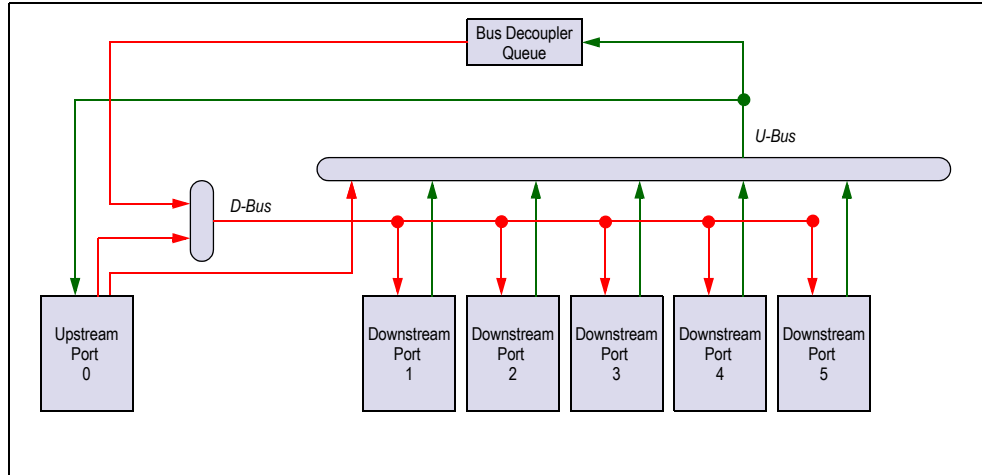 Bus Decoupler
Queue
U-Bus
D-Bus
Upstream
Port
0
Downstream
Port
1
Downstream
Port
2
Downstream
Port
3
Downstream
Port
4
Downstream
Port
5